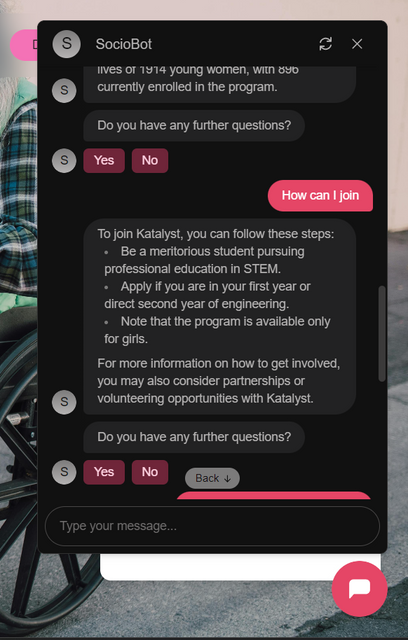 D
S SocioBot
lives of 1914 young women, with 896
currently enrolled in the program.
S
Do you have any further questions?
S Yes No
How can I join
To join Katalyst, you can follow these steps:
• Be a meritorious student pursuing
professional education in STEM.
• Apply if you are in your first year or
direct second year of engineering.
• Note that the program is available only
for girls.
For more information on how to get involved,
you may also consider partnerships or
volunteering opportunities with Katalyst.
S
Do you have any further questions?
S Yes No
Back ↓
Type your message...